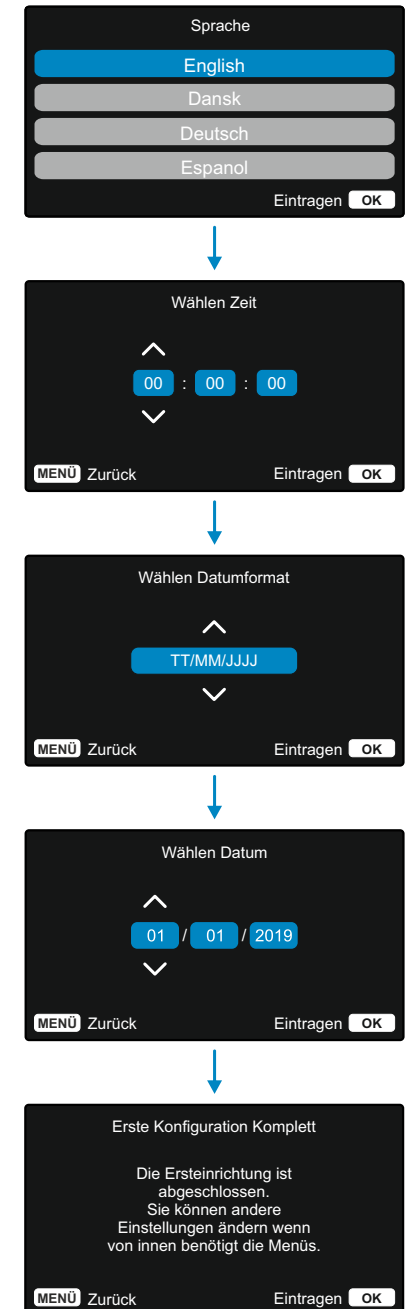 Sprache
English
Dansk
Deutsch
Espanol
Eintragen OK
Wählen Zeit
00 : 00 : 00
MENÜ Zurück Eintragen OK
Wählen Datumformat
TT/MM/JJJJ
MENÜ Zurück Eintragen OK
Wählen Datum
01 / 01 / 2019
MENÜ Zurück Eintragen OK
Erste Konfiguration Komplett
Die Ersteinrichtung ist
abgeschlossen.
Sie können andere
Einstellungen ändern wenn
von innen benötigt die Menüs.
MENÜ Zurück Eintragen OK